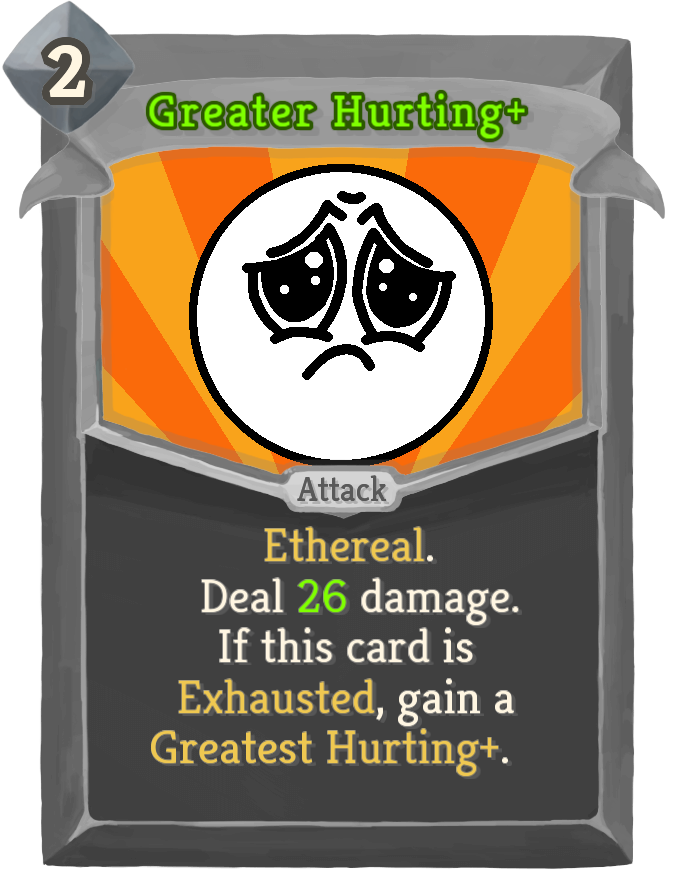 2
Greater Hurting+
Attack
Ethereal.
Deal 26 damage.
If this card is
Exhausted, gain a
Greatest Hurting+.